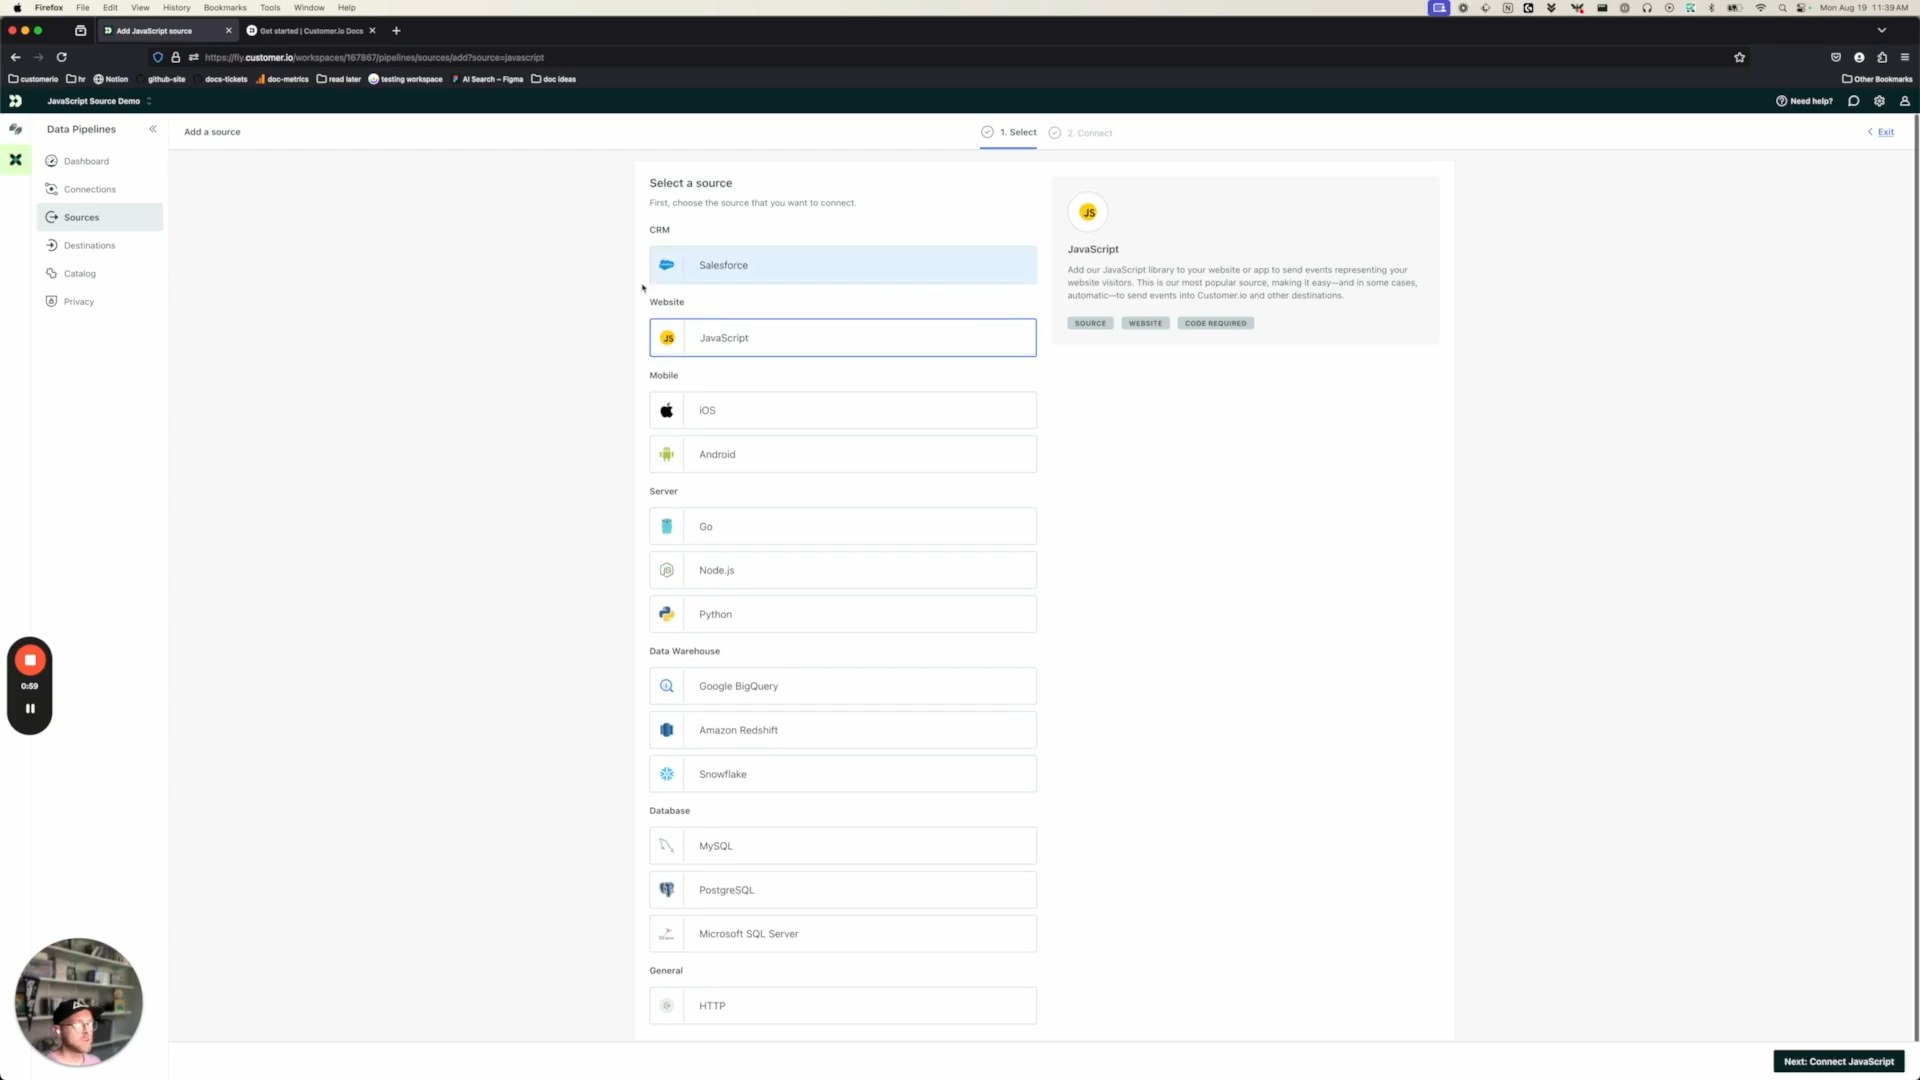 Firefox File Edit View History Bookmarks Tools Window Help
Mon Aug 19 11:39 AM
Add JavaScript source
Get started | Customer.io Docs
https://fly.customer.io/workspaces/167867/pipelines/sources/add?source=javascript
customerio hr Notion github-site docs-tickets doc-metrics read later testing workspace AI Search – Figma doc ideas Other Bookmarks
JavaScript Source Demo
Need help?
Data Pipelines
Dashboard
Connections
Sources
Destinations
Catalog
Privacy
Add a source
1. Select
2. Connect
Exit
Select a source
First, choose the source that you want to connect.
CRM
Salesforce
Website
JS JavaScript
Mobile
iOS
Android
Server
Go
Node.js
Python
Data Warehouse
Google BigQuery
Amazon Redshift
Snowflake
Database
MySQL
PostgreSQL
Microsoft SQL Server
General
HTTP
JS
JavaScript
Add our JavaScript library to your website or app to send events representing your
website visitors. This is our most popular source, making it easy—and in some cases,
automatic—to send events into Customer.io and other destinations.
SOURCE WEBSITE CODE REQUIRED
0:59
Next: Connect JavaScript